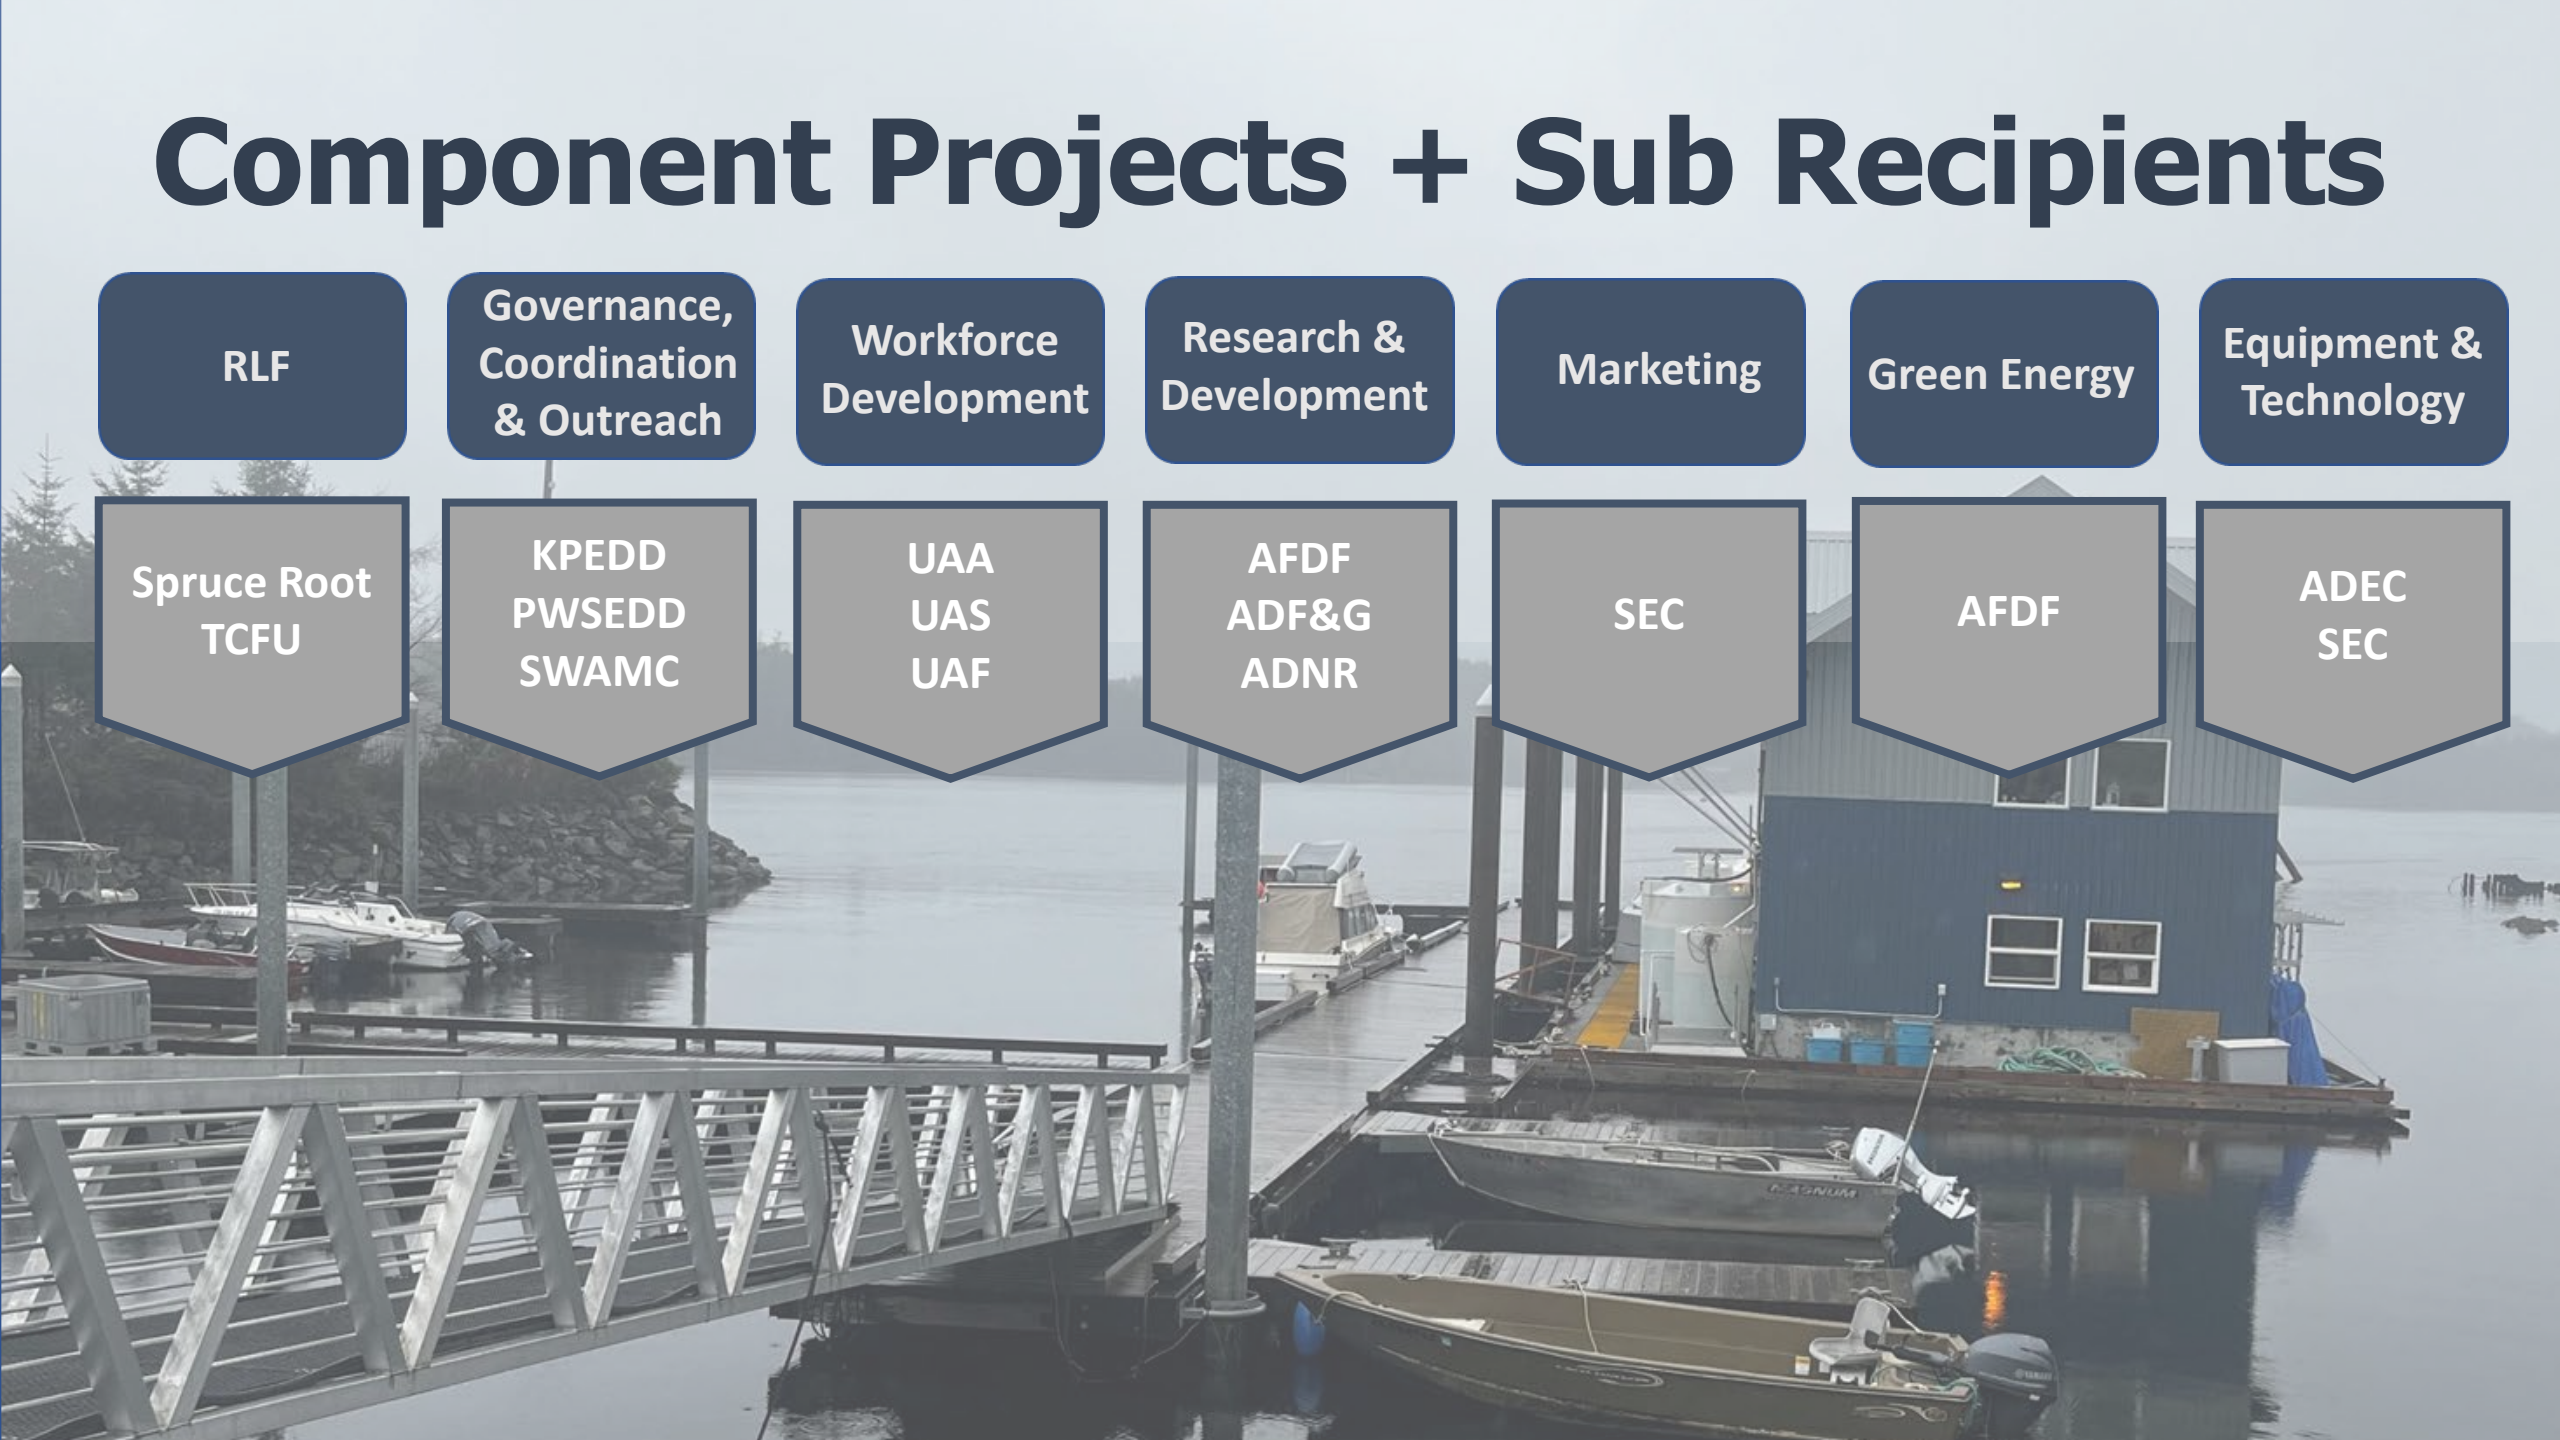 Component Projects + Sub Recipients
RLF
Governance,
Coordination
& Outreach
Workforce
Development
Research &
Development
Marketing
Green Energy
Equipment &
Technology
Spruce Root
TCFU
KPEDD
PWSEDD
SWAMC
UAA
UAS
UAF
AFDF
ADF&G
ADNR
SEC
AFDF
ADEC
SEC